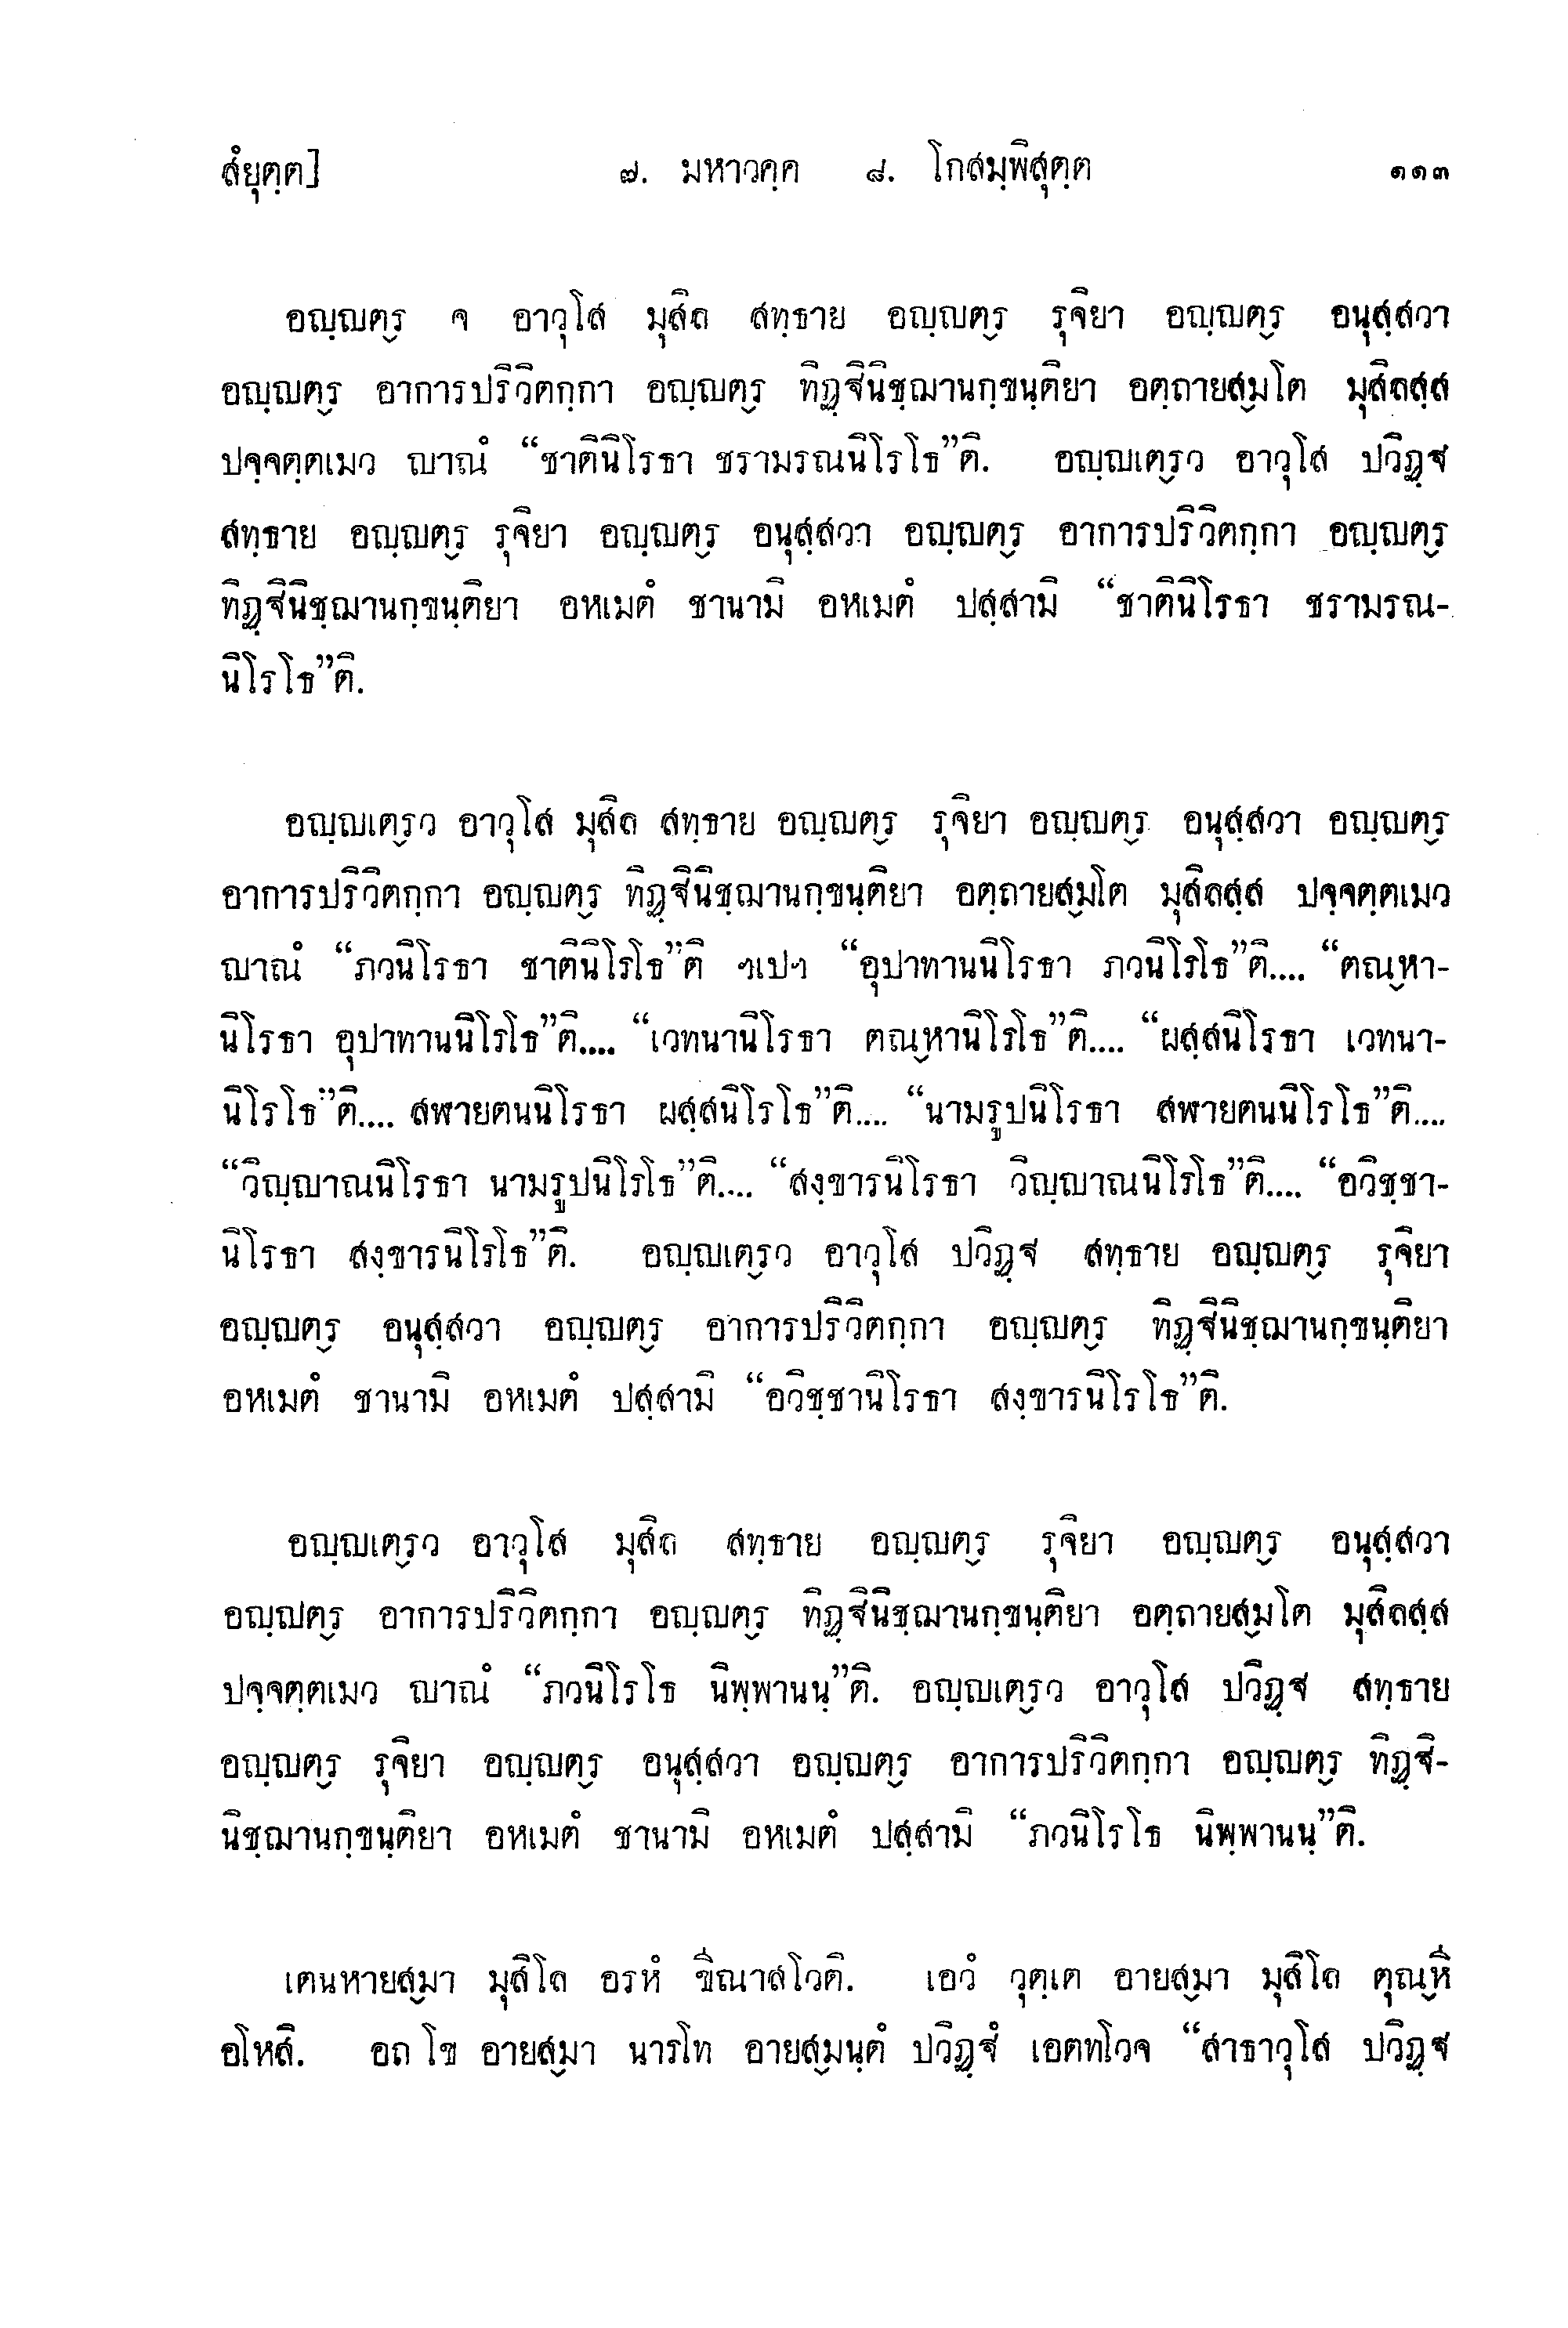 สํยุตฺต] ๗. มหาวคฺค ๘. โกสมฺพิสุตฺต ๑๑๓
อญฺญตฺร จ อาวุโส มุสิล สทฺธาย อญฺญตฺร รุจิยา อญฺญตฺร อนุสฺสวา
อญฺญตฺร อาการปริวิตกฺกา อญฺญตฺร ทิฏฺฐินิชฺฌานกฺขนฺติยา อตฺถายสฺมโต มุสิลสฺส
ปจฺจตฺตเมว ญาณํ “ชาตินิโรธา ชรามรณนิโรโธ”ติ. อญฺญเตฺรว อาวุโส ปวิฏฺฐ
สทฺธาย อญฺญตฺร รุจิยา อญฺญตฺร อนุสฺสวา อญฺญตฺร อาการปริวิตกฺกา อญฺญตฺร
ทิฏฺฐินิชฺฌานกฺขนฺติยา อหเมตํ ชานามิ อหเมตํ ปสฺสามิ “ชาตินิโรธา ชรามรณ-
นิโรโธ”ติ.
อญฺญเตฺรว อาวุโส มุสิล สทฺธาย อญฺญตฺร รุจิยา อญฺญตฺร อนุสฺสวา อญฺญตฺร
อาการปริวิตกฺกา อญฺญตฺร ทิฏฺฐินิชฺฌานกฺขนฺติยา อตฺถายสฺมโต มุสิลสฺส ปจฺจตฺตเมว
ญาณํ “ภวนิโรธา ชาตินิโรโธ”ติ ฯเปฯ “อุปาทานนิโรธา ภวนิโรโธ”ติ.... “ตณฺหา-
นิโรธา อุปาทานนิโรโธ”ติ.... “เวทนานิโรธา ตณฺหานิโรโธ”ติ.... “ผสฺสนิโรธา เวทนา-
นิโรโธ”ติ.... สฬายตนนิโรธา ผสฺสนิโรโธ”ติ.... “นามรูปนิโรธา สฬายตนนิโรโธ”ติ....
“วิญฺญาณนิโรธา นามรูปนิโรโธ”ติ.... “สงฺขารนิโรธา วิญฺญาณนิโรโธ”ติ.... “อวิชฺชา-
นิโรธา สงฺขารนิโรโธ”ติ. อญฺญเตฺรว อาวุโส ปวิฏฺฐ สทฺธาย อญฺญตฺร รุจิยา
อญฺญตฺร อนุสฺสวา อญฺญตฺร อาการปริวิตกฺกา อญฺญตฺร ทิฏฺฐินิชฺฌานกฺขนฺติยา
อหเมตํ ชานามิ อหเมตํ ปสฺสามิ “อวิชฺชานิโรธา สงฺขารนิโรโธ”ติ.
อญฺญเตฺรว อาวุโส มุสิล สทฺธาย อญฺญตฺร รุจิยา อญฺญตฺร อนุสฺสวา
อญฺญตฺร อาการปริวิตกฺกา อญฺญตฺร ทิฏฺฐินิชฺฌานกฺขนฺติยา อตฺถายสฺมโต มุสิลสฺส
ปจฺจตฺตเมว ญาณํ “ภวนิโรโธ นิพฺพานนฺ”ติ. อญฺญเตฺรว อาวุโส ปวิฏฺฐ สทฺธาย
อญฺญตฺร รุจิยา อญฺญตฺร อนุสฺสวา อญฺญตฺร อาการปริวิตกฺกา อญฺญตฺร ทิฏฺฐิ-
นิชฺฌานกฺขนฺติยา อหเมตํ ชานามิ อหเมตํ ปสฺสามิ “ภวนิโรโธ นิพฺพานนฺ”ติ.
เตนหายสฺมา มุสิโล อรหํ ขีณาสโวติ. เอวํ วุตฺเต อายสฺมา มุสิโล ตุณฺหี
อโหสิ. อถ โข อายสฺมา นารโท อายสฺมนฺตํ ปวิฏฺฐํ เอตทโวจ “สาธาวุโส ปวิฏฺฐ